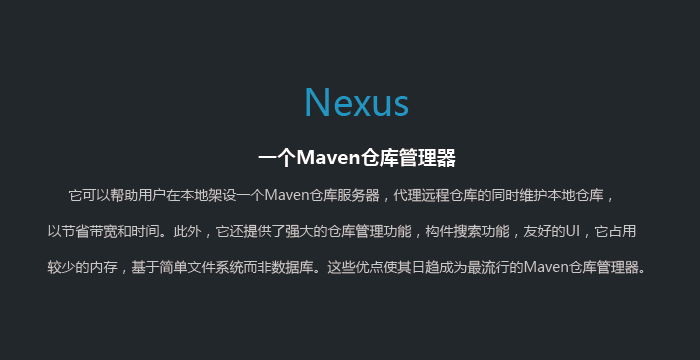 Nexus
一个Maven仓库管理器
它可以帮助用户在本地架设一个Maven仓库服务器，代理远程仓库的同时维护本地仓库，
以节省带宽和时间。此外，它还提供了强大的仓库管理功能，构件搜索功能，友好的UI，它占用
较少的内存，基于简单文件系统而非数据库。这些优点使其日趋成为最流行的Maven仓库管理器。